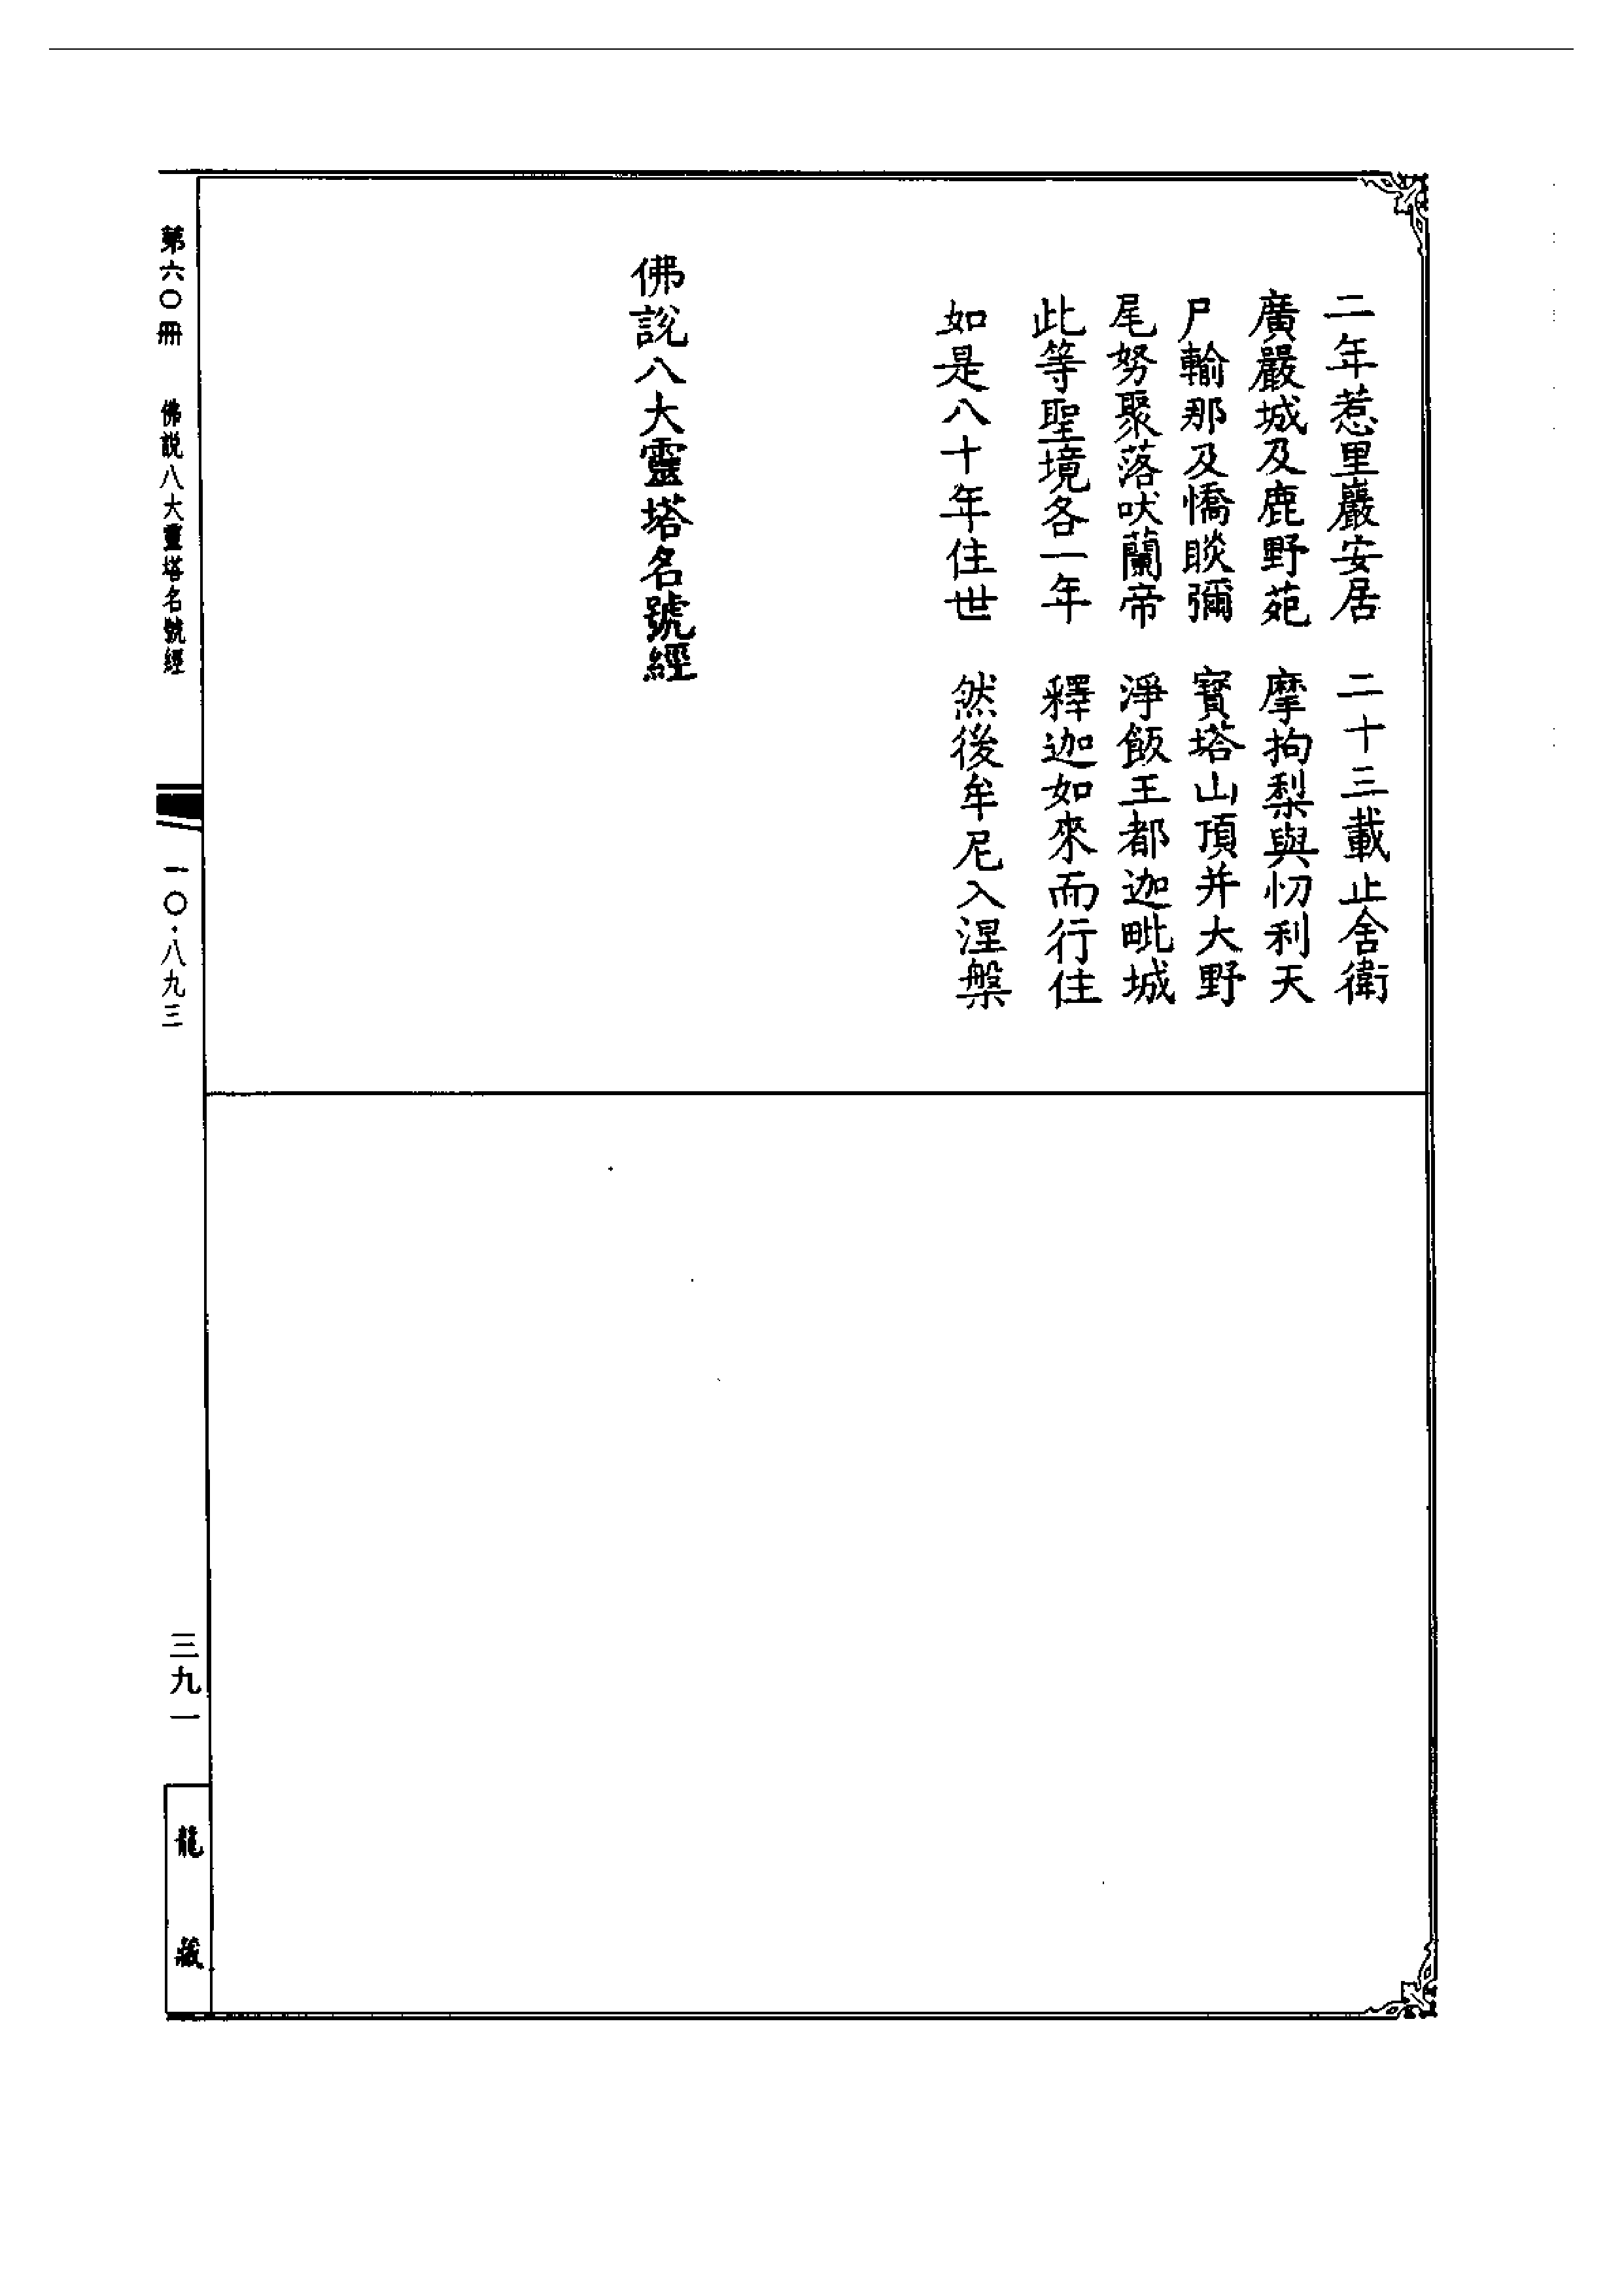 二年惹里巖安居　二十三載止舍衛
廣嚴城及鹿野苑　摩拘梨與忉利天
尸輸那及憍睒彌　寶塔山頂并大野
尾努聚落吠蘭帝　淨飯王都迦毗城
此等聖境各一年　釋迦如來而行住
如是八十年住世　然後牟尼入涅槃
佛說八大靈塔名號經
第六〇冊　佛説八大靈塔名號經
一〇·八九三
三九一
龍藏